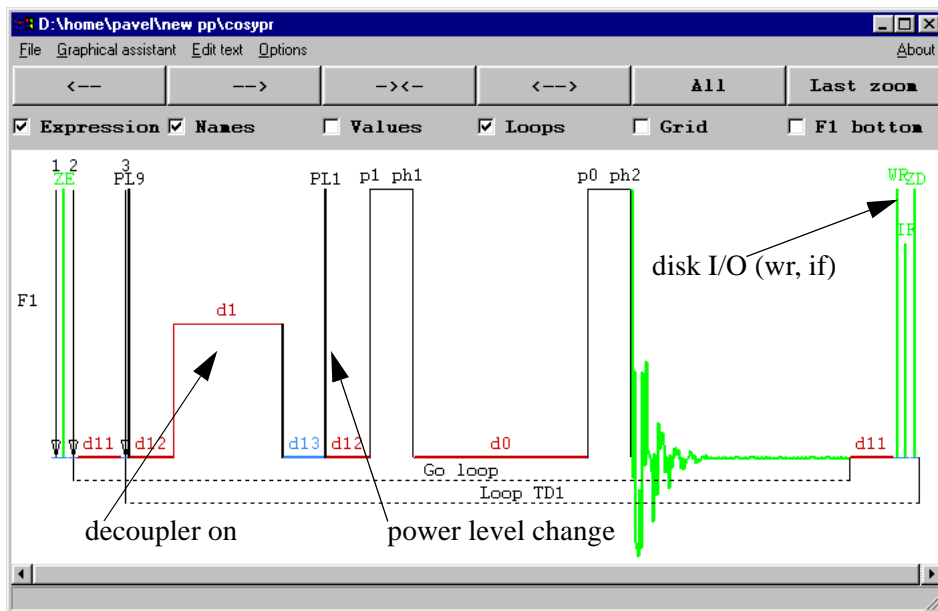 D:\home\pavel\new pp\cosypr
File Graphical assistant Edit text Options About
<-- --> -><- <--> All Last zoom
Expression Names Values Loops Grid F1 bottom
1 2 3
ZE PL9 PL1 p1 ph1 p0 ph2 WR ZD
IF
disk I/O (wr, if)
F1
d1
d11 d12 d13 d12 d0 d11
Go loop
Loop TD1
decoupler on power level change